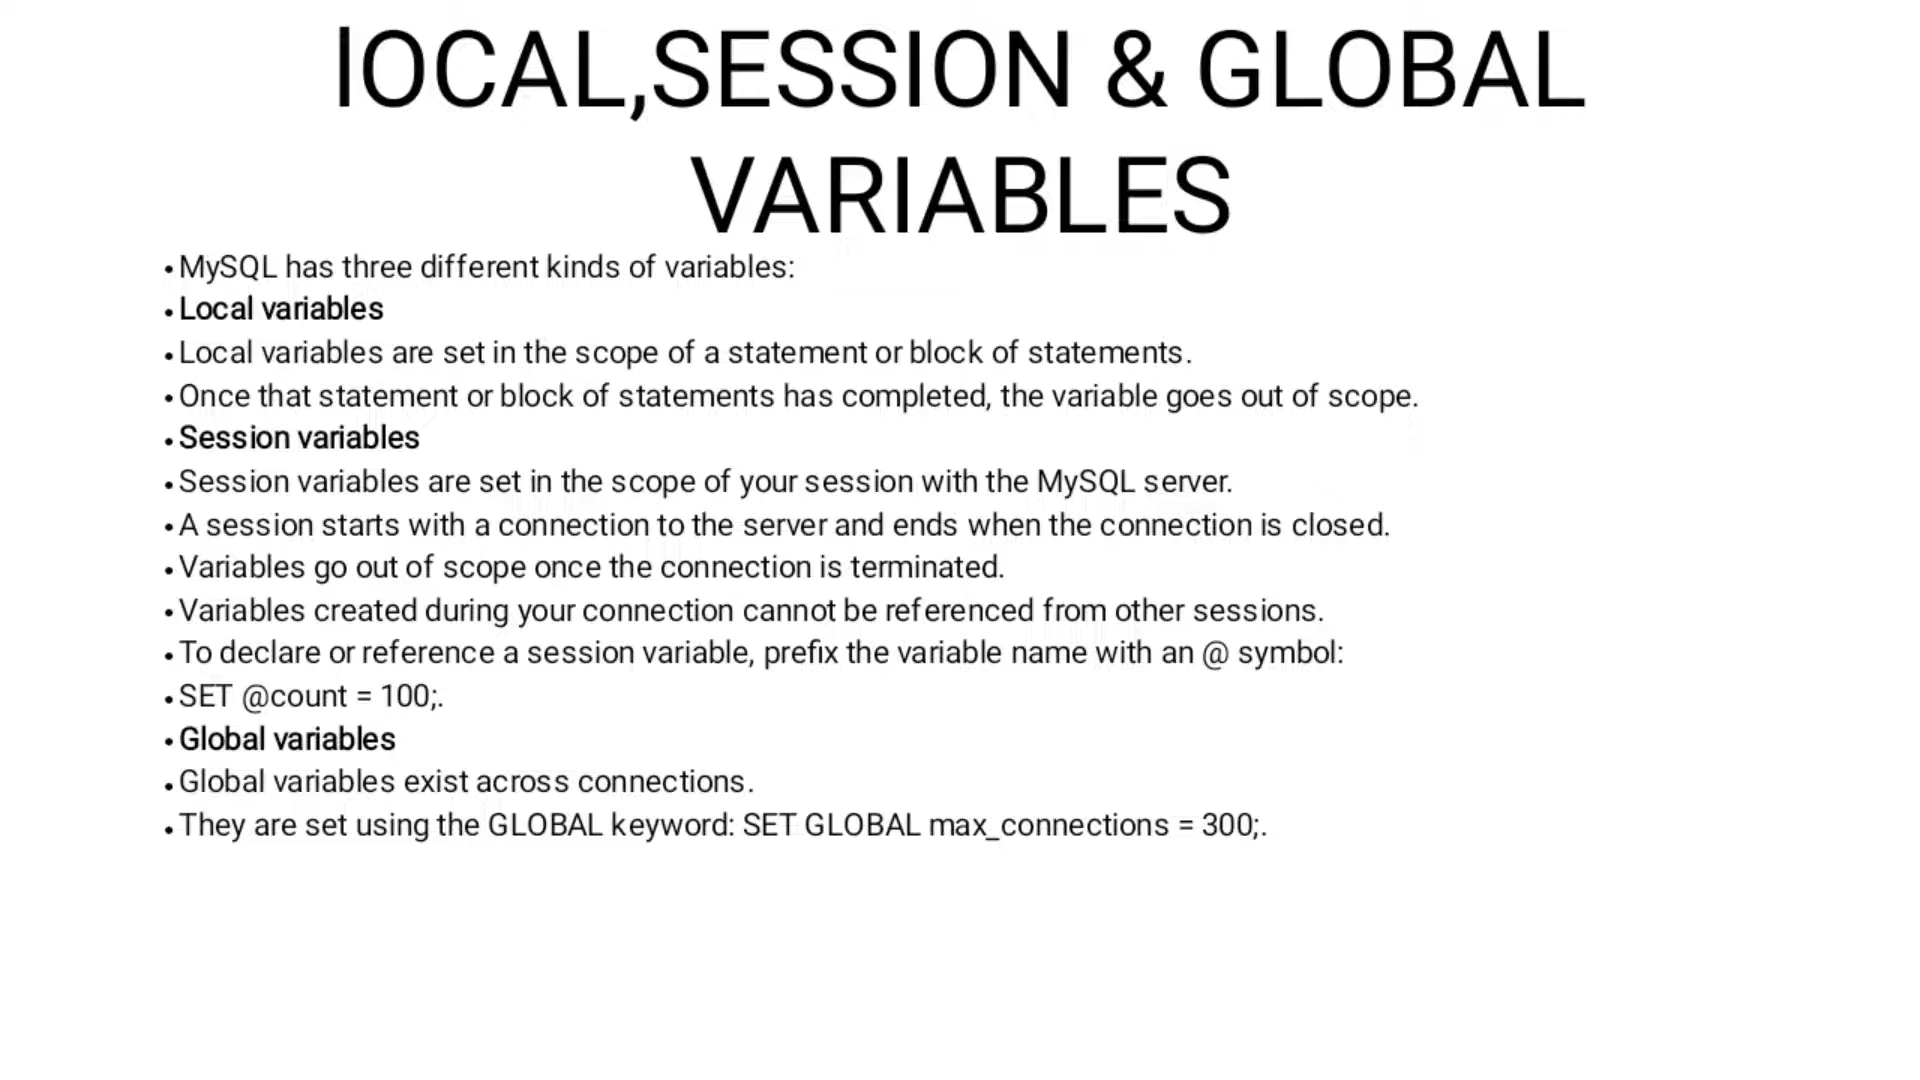 lOCAL,SESSION & GLOBAL
VARIABLES
• MySQL has three different kinds of variables:
• Local variables
• Local variables are set in the scope of a statement or block of statements.
• Once that statement or block of statements has completed, the variable goes out of scope.
• Session variables
• Session variables are set in the scope of your session with the MySQL server.
• A session starts with a connection to the server and ends when the connection is closed.
• Variables go out of scope once the connection is terminated.
• Variables created during your connection cannot be referenced from other sessions.
• To declare or reference a session variable, prefix the variable name with an @ symbol:
• SET @count = 100;.
• Global variables
• Global variables exist across connections.
• They are set using the GLOBAL keyword: SET GLOBAL max_connections = 300;.